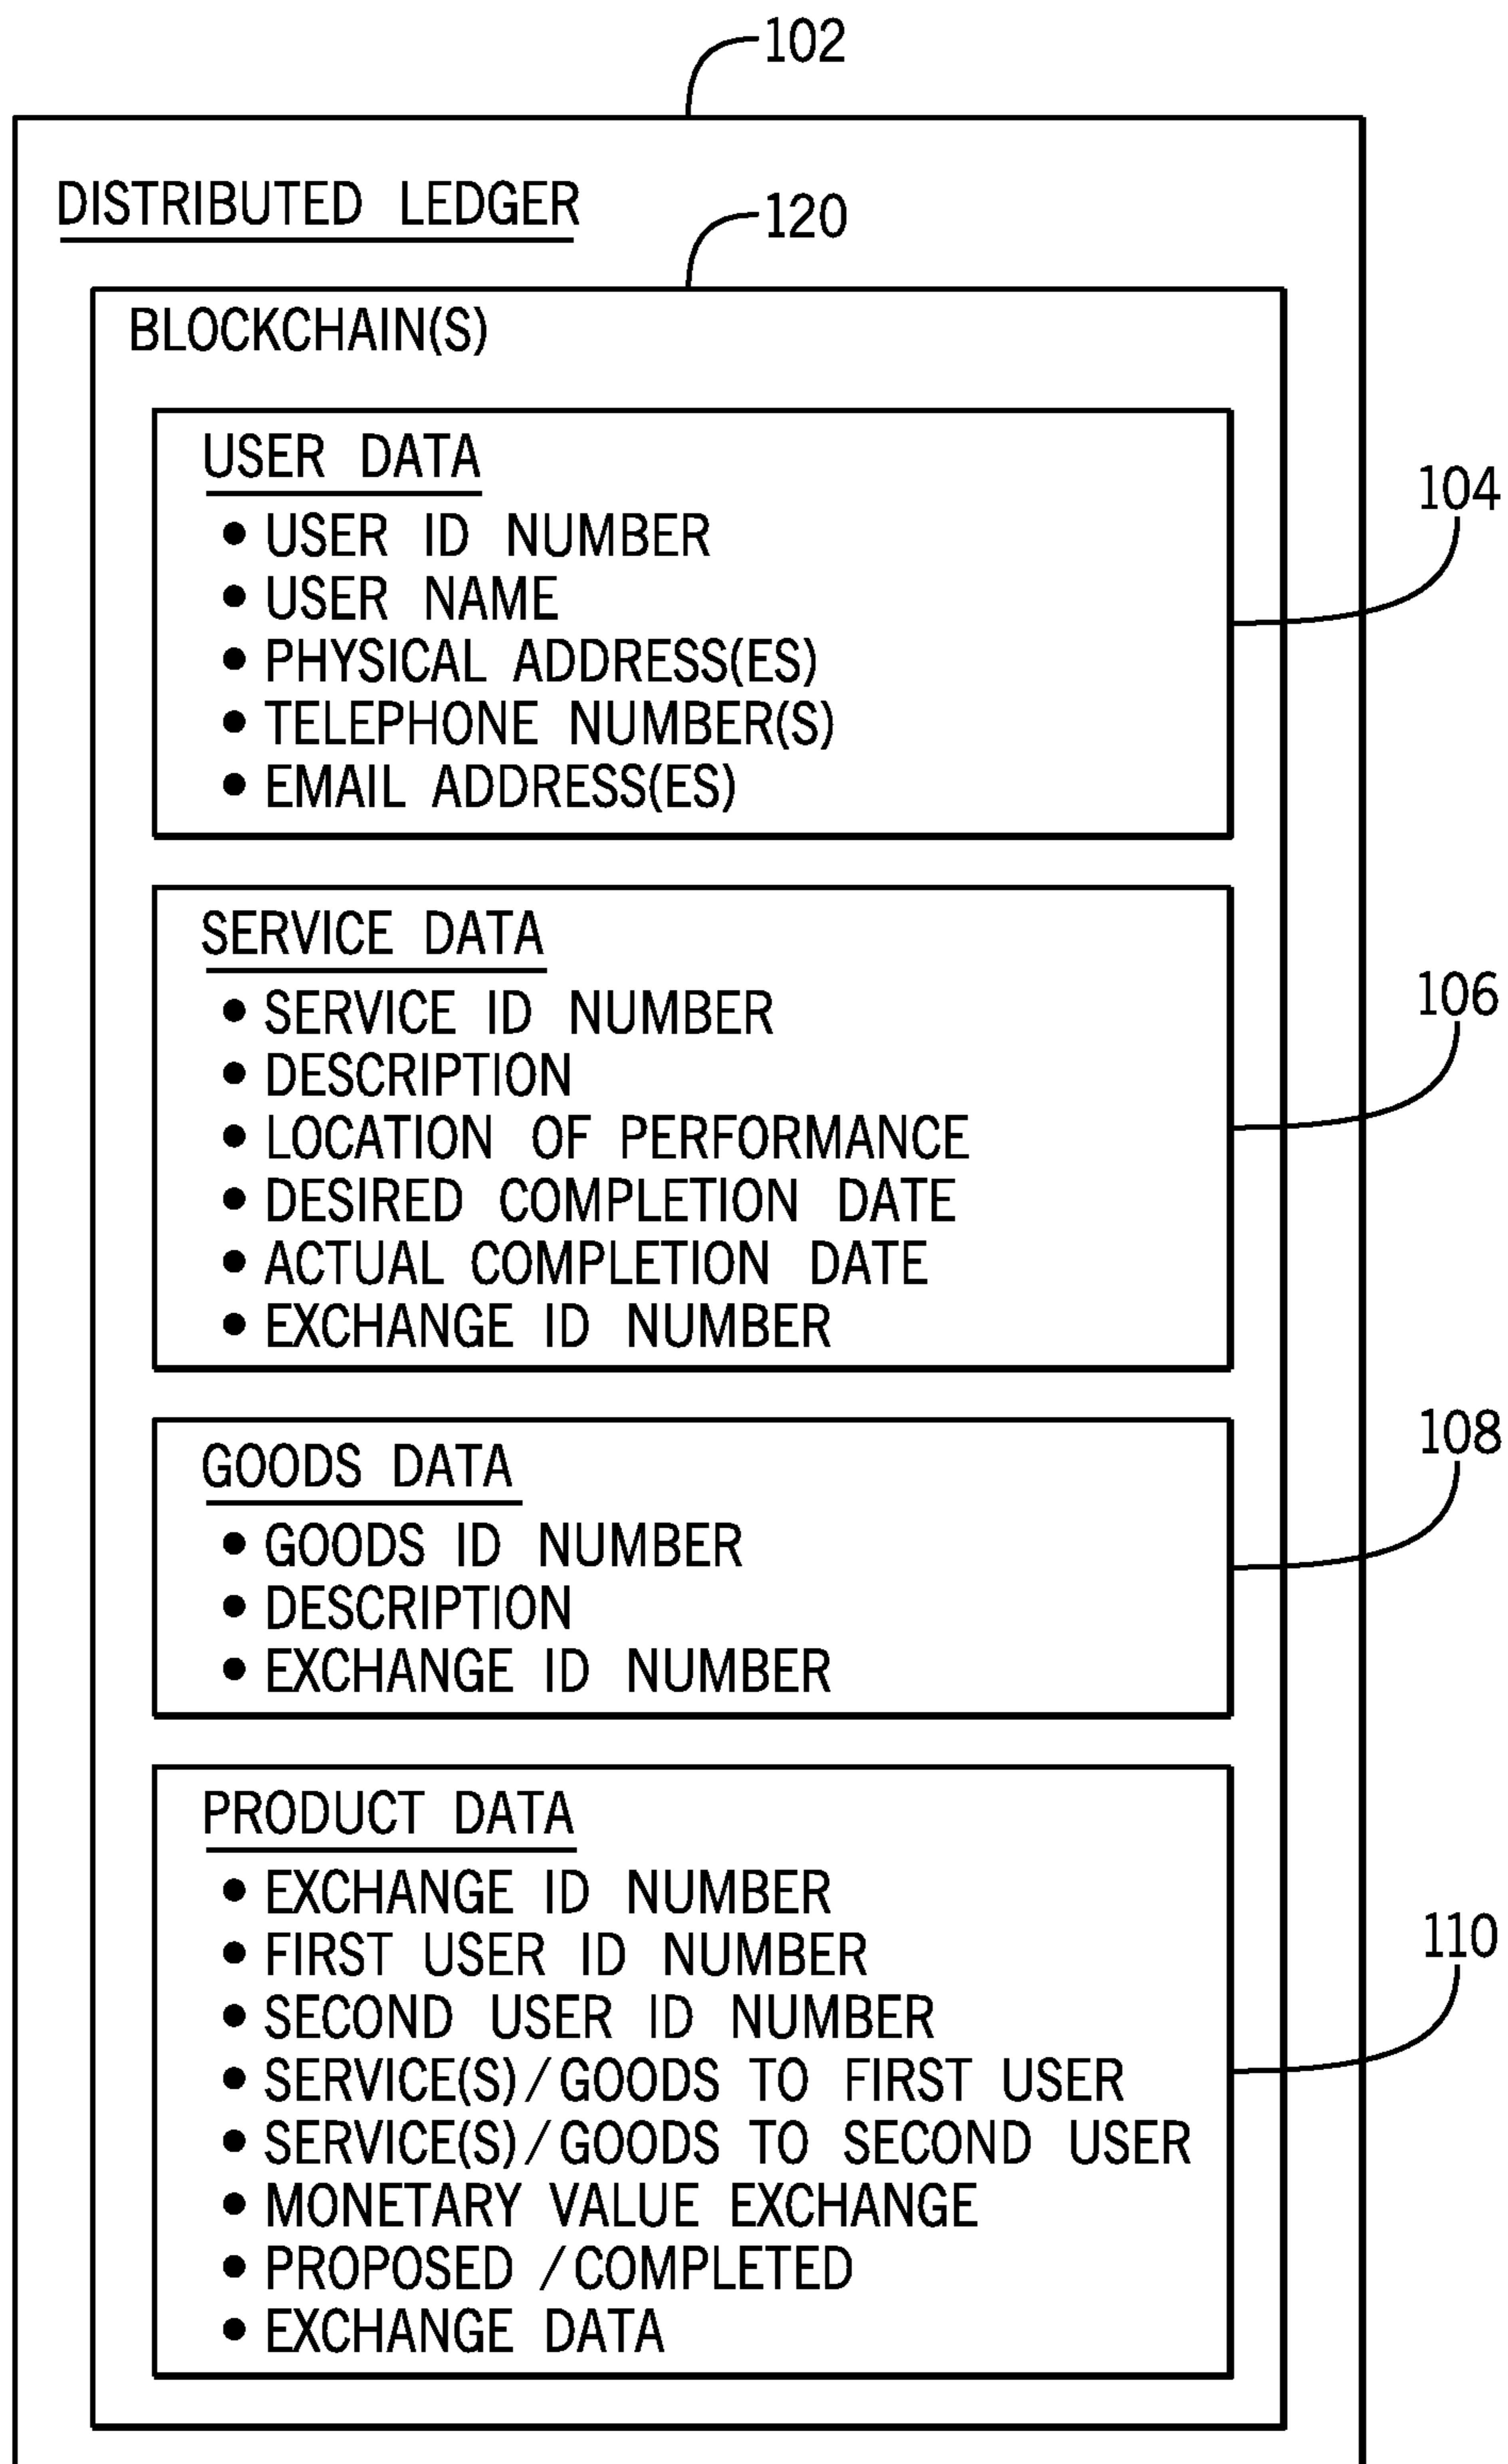 102
DISTRIBUTED LEDGER
120
BLOCKCHAIN(S)
USER DATA
104
• USER ID NUMBER
• USER NAME
• PHYSICAL ADDRESS(ES)
• TELEPHONE NUMBER(S)
• EMAIL ADDRESS(ES)
SERVICE DATA
106
• SERVICE ID NUMBER
• DESCRIPTION
• LOCATION OF PERFORMANCE
• DESIRED COMPLETION DATE
• ACTUAL COMPLETION DATE
• EXCHANGE ID NUMBER
GOODS DATA
108
• GOODS ID NUMBER
• DESCRIPTION
• EXCHANGE ID NUMBER
PRODUCT DATA
• EXCHANGE ID NUMBER
110
• FIRST USER ID NUMBER
• SECOND USER ID NUMBER
• SERVICE(S)/GOODS TO FIRST USER
• SERVICE(S)/GOODS TO SECOND USER
• MONETARY VALUE EXCHANGE
• PROPOSED /COMPLETED
• EXCHANGE DATA